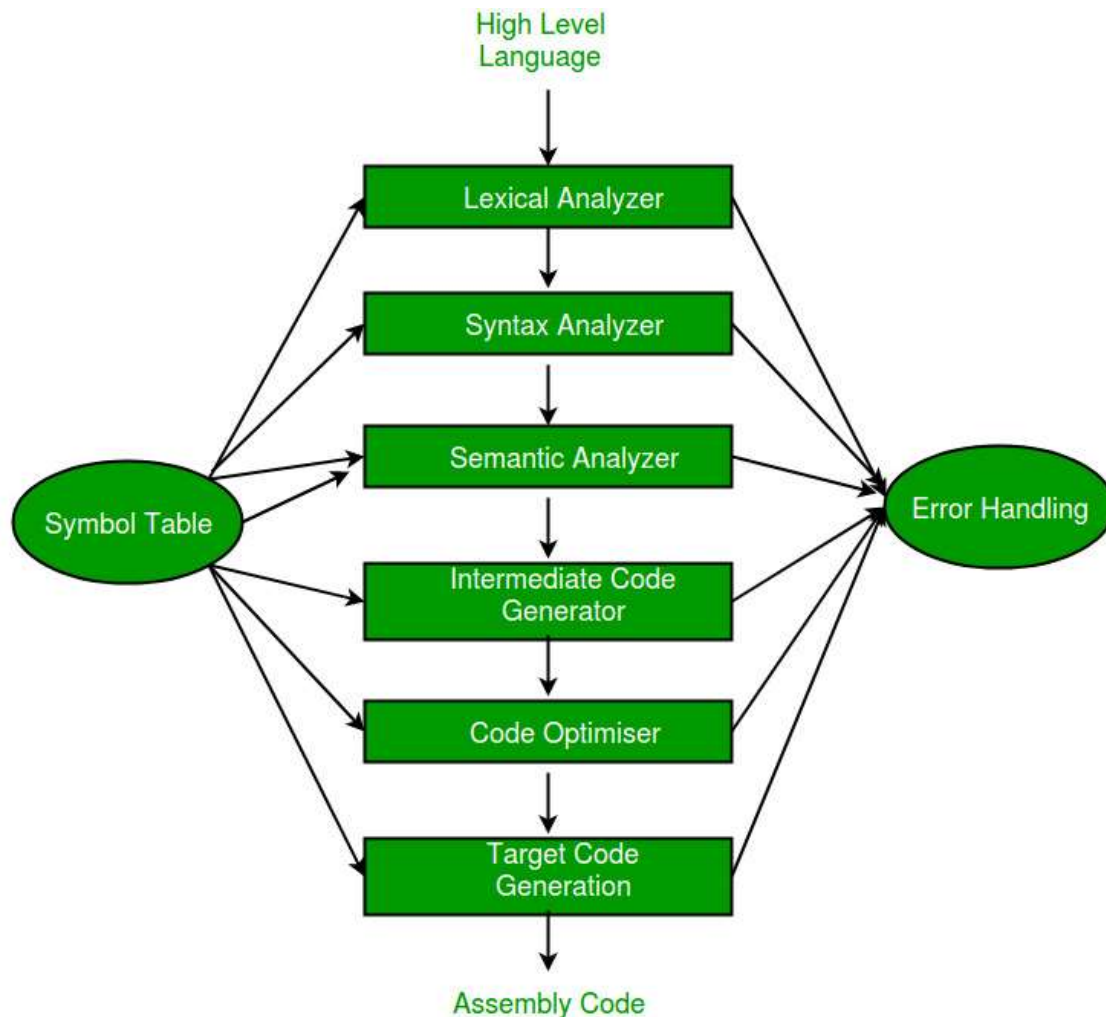 High Level
Language
Lexical Analyzer
Syntax Analyzer
Semantic Analyzer
Symbol Table
Error Handling
Intermediate Code
Generator
Code Optimiser
Target Code
Generation
Assembly Code